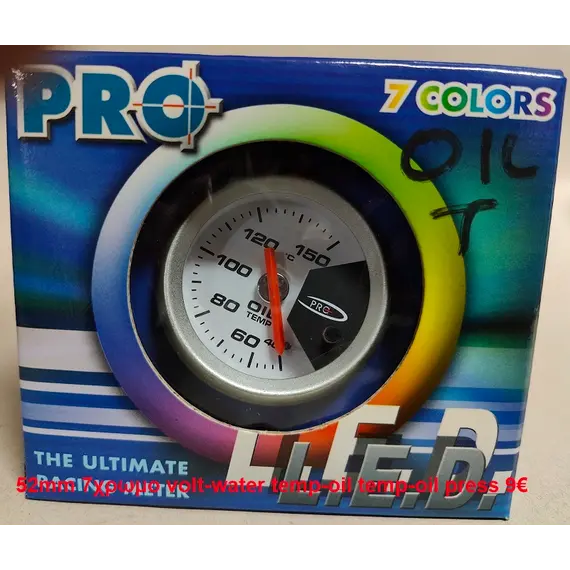 PRO
7 COLORS
OIL
T
120 °C 150
100
80 OIL
TEMP
60 40
PRO
THE ULTIMATE
L.E.D.
52mm 7χρωμο volt-water temp-oil temp-oil press 9€